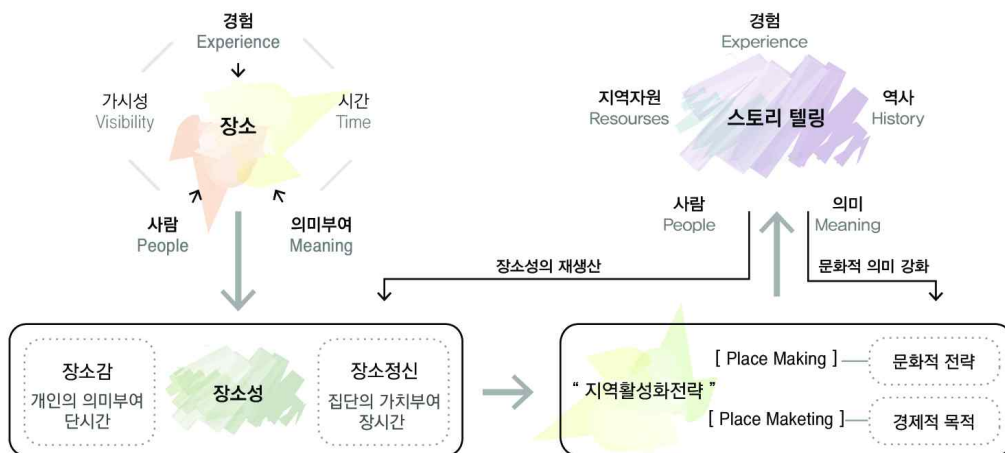 경험
Experience
가시성
Visibility
시간
Time
장소
사람
People
의미부여
Meaning
경험
Experience
지역자원
Resourses
역사
History
스토리 텔링
사람
People
의미
Meaning
장소성의 재생산
문화적 의미 강화
장소감
개인의 의미부여
단시간
장소성
장소정신
집단의 가치부여
장시간
“ 지역활성화전략 ”
[ Place Making ]
문화적 전략
[ Place Maketing ]
경제적 목적